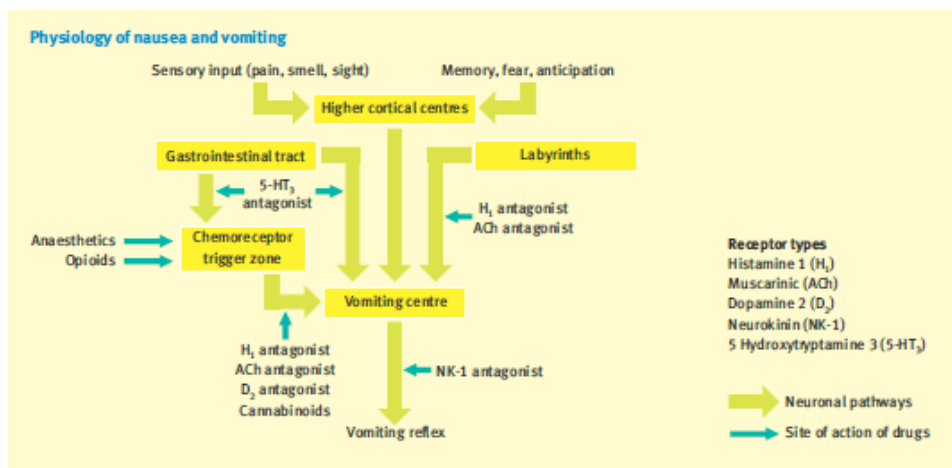 Physiology of nausea and vomiting
Sensory input (pain, smell, sight)
Memory, fear, anticipation
Higher cortical centres
Gastrointestinal tract
Labyrinths
5-HT₃
antagonist
H₁ antagonist
ACh antagonist
Anaesthetics
Opioids
Chemoreceptor
trigger zone
Vomiting centre
H₁ antagonist
ACh antagonist
D₂ antagonist
Cannabinoids
NK-1 antagonist
Vomiting reflex
Receptor types
Histamine 1 (H₁)
Muscarinic (ACh)
Dopamine 2 (D₂)
Neurokinin (NK-1)
5 Hydroxytryptamine 3 (5-HT₃)
Neuronal pathways
Site of action of drugs